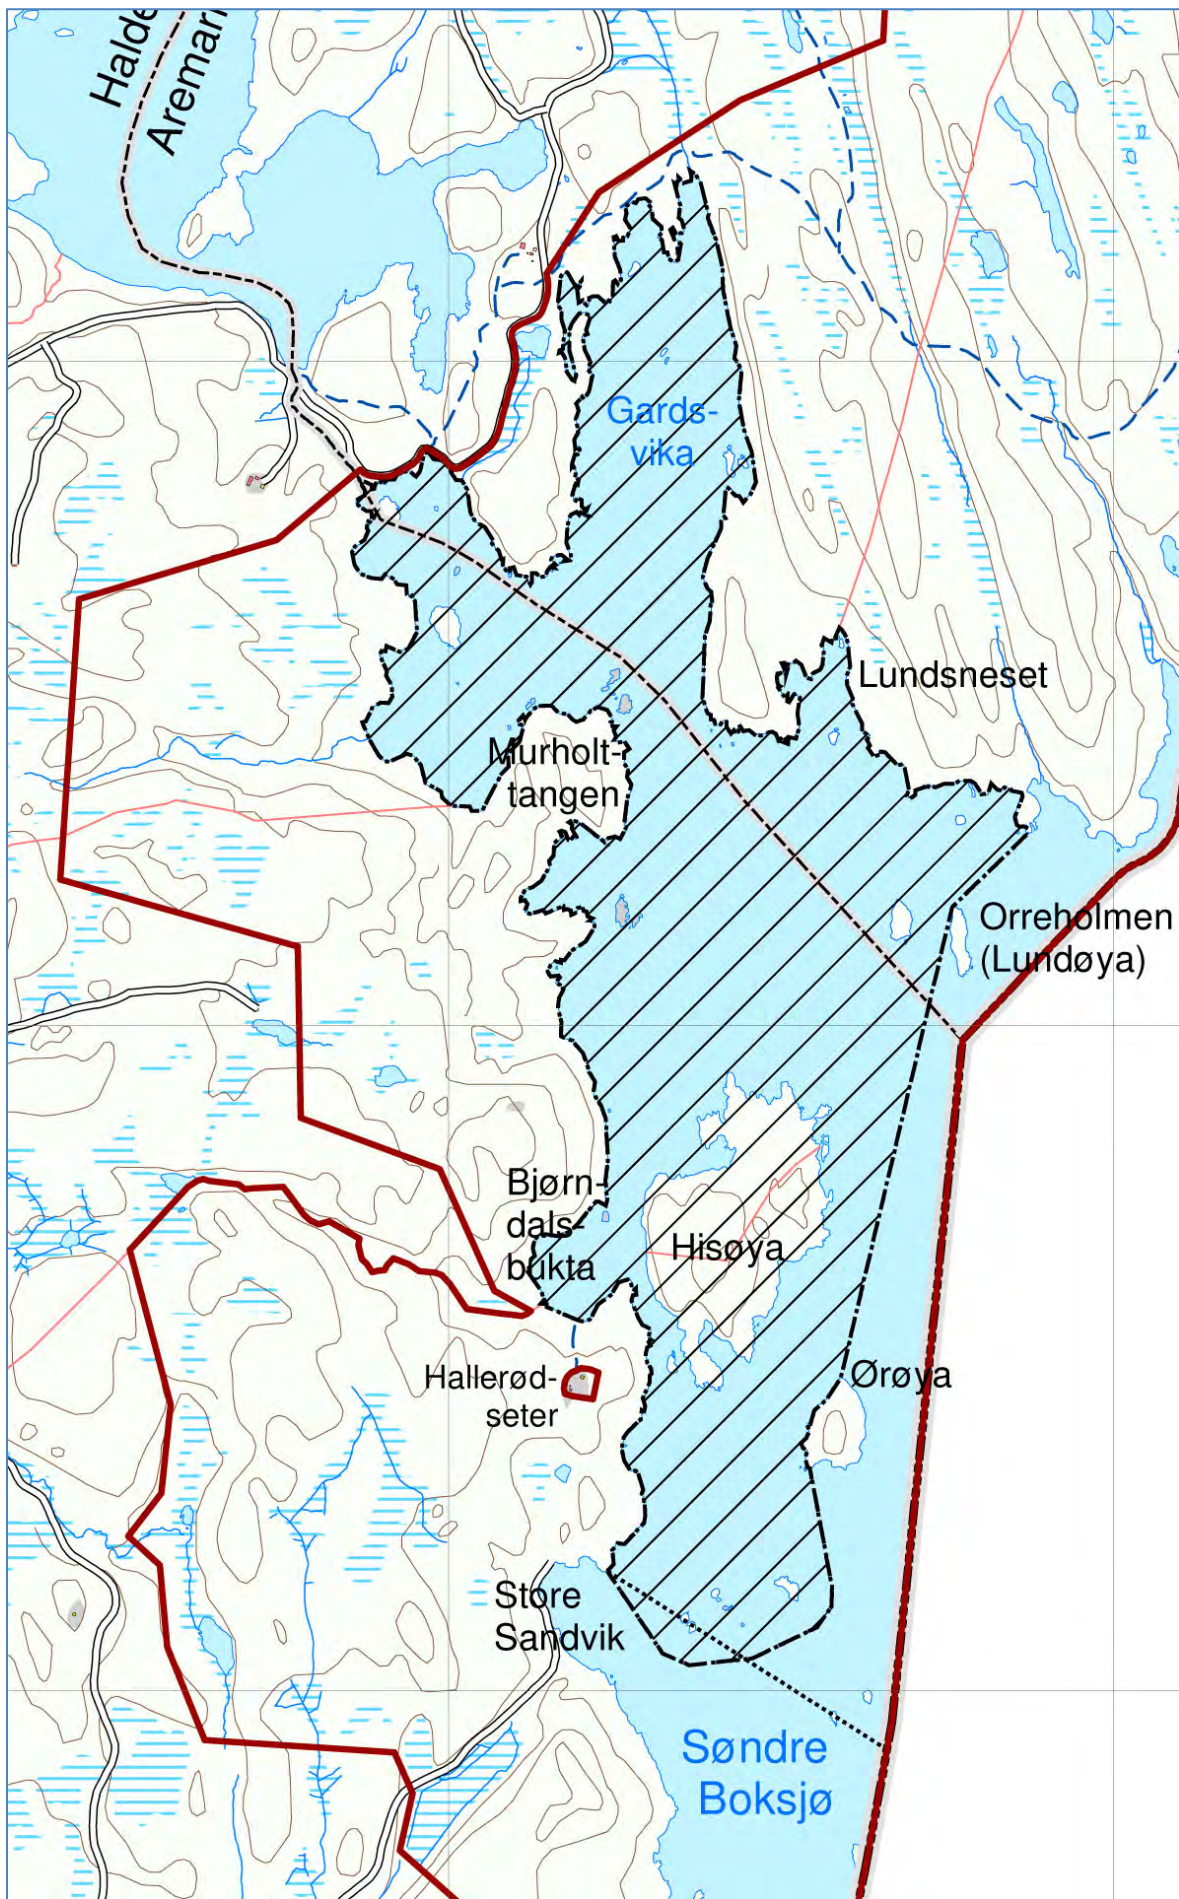 Halde
Aremar
Gards-
vika
Lundsneset
Murholt-
tangen
Orreholmen
(Lundøya)
Bjørn-
dals-
bukta
Hisøya
Hallerød-
seter
Ørøya
Store
Sandvik
Søndre
Boksjø